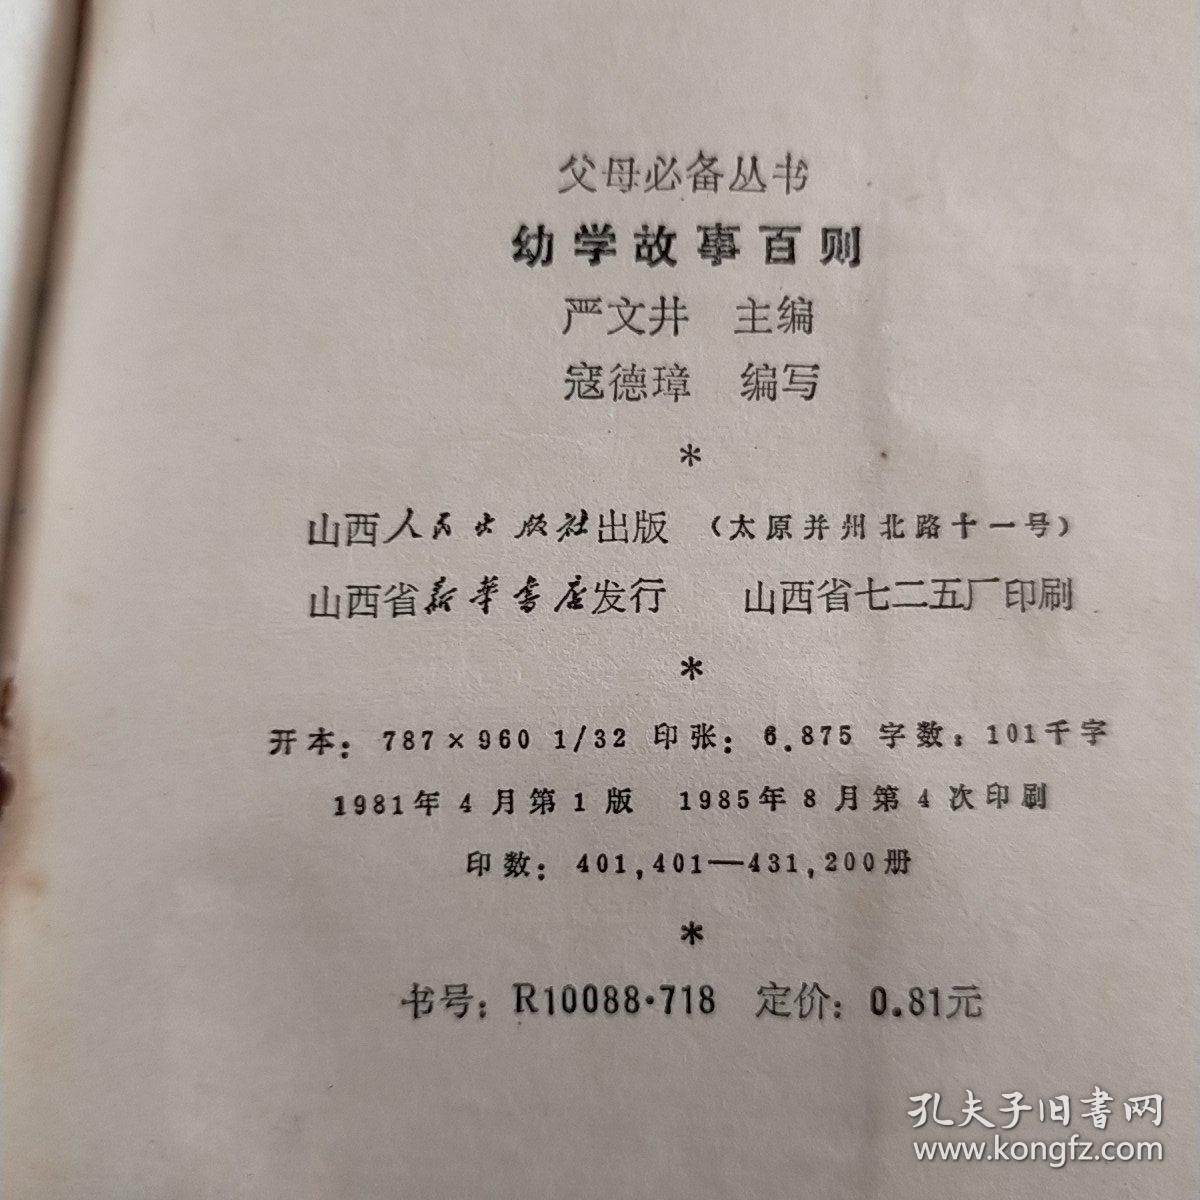 父母必备丛书
幼学故事百则
严文井 主编
寇德璋 编写
*
山西人民出版社出版 （太原并州北路十一号）
山西省新华书店发行 山西省七二五厂印刷
*
开本：787×960 1/32 印张：6.875 字数：101千字
1981年4月第1版 1985年8月第4次印刷
印数：401,401—431,200册
*
书号：R10088·718 定价：0.81元
孔夫子旧書网
www.kongfz.com